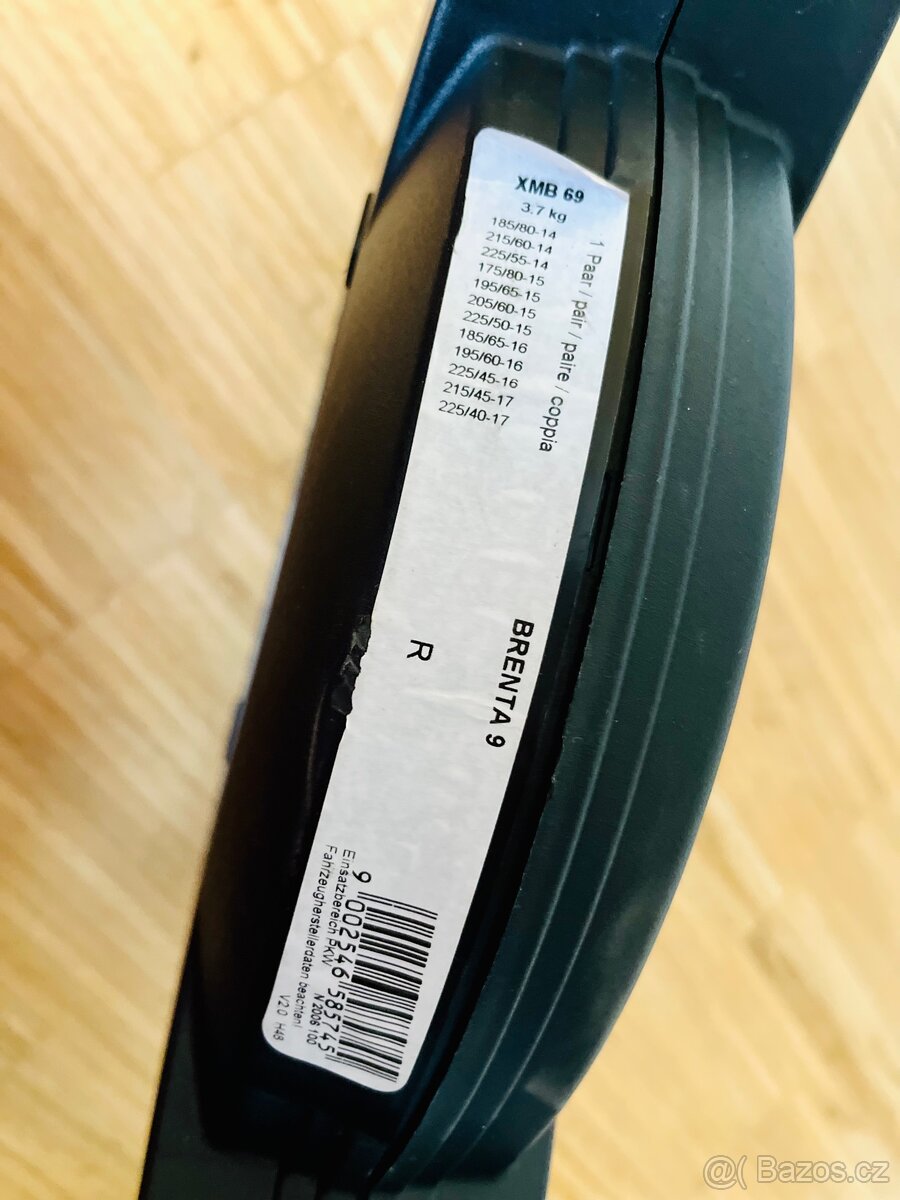 XMB 69
3.7 kg
185/80-14
215/60-14
225/55-14
175/80-15
195/65-15
205/60-15
225/50-15
185/65-16
195/60-16
225/45-16
215/45-17
225/40-17
1 Paar / pair / paire / coppia
BRENTA 9
R
9 002546 585745
Einsatzbereich PKW
Fahrzeugherstellerdaten beachten!
N 2006 100
V2.0 H48
@( Bazos.cz